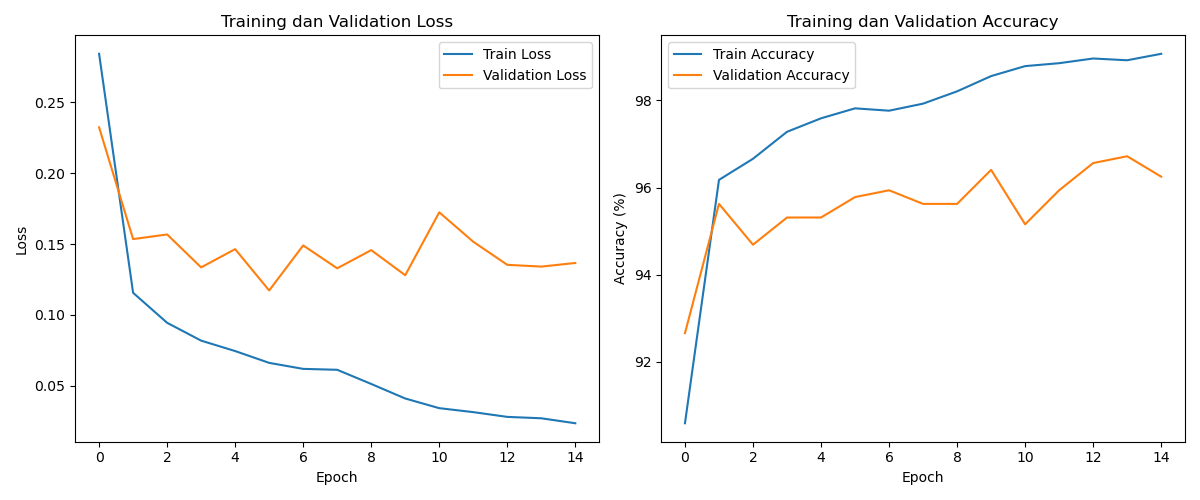 Training dan Validation Loss
Train Loss
Validation Loss
0.25
0.20
0.15
0.10
0.05
Loss
0 2 4 6 8 10 12 14
Epoch
Training dan Validation Accuracy
Train Accuracy
Validation Accuracy
98
96
94
92
Accuracy (%)
0 2 4 6 8 10 12 14
Epoch